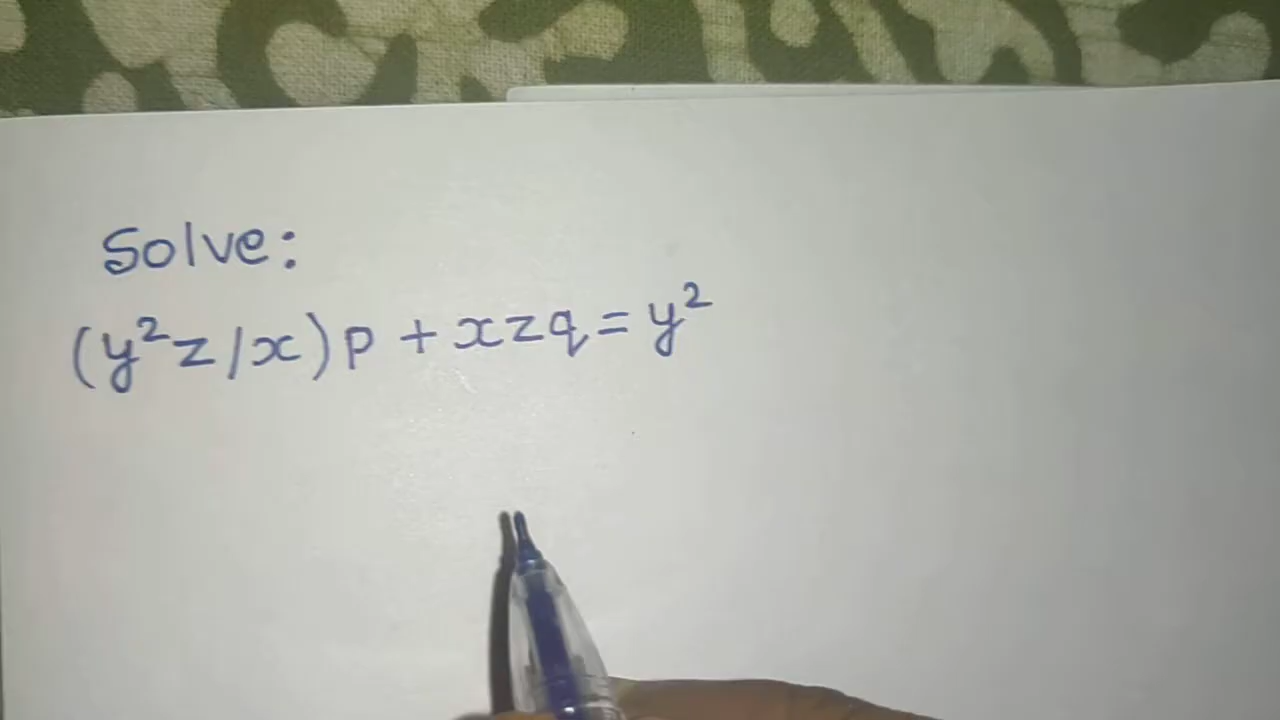 Solve:
(y²z/x)p + xzq = y²